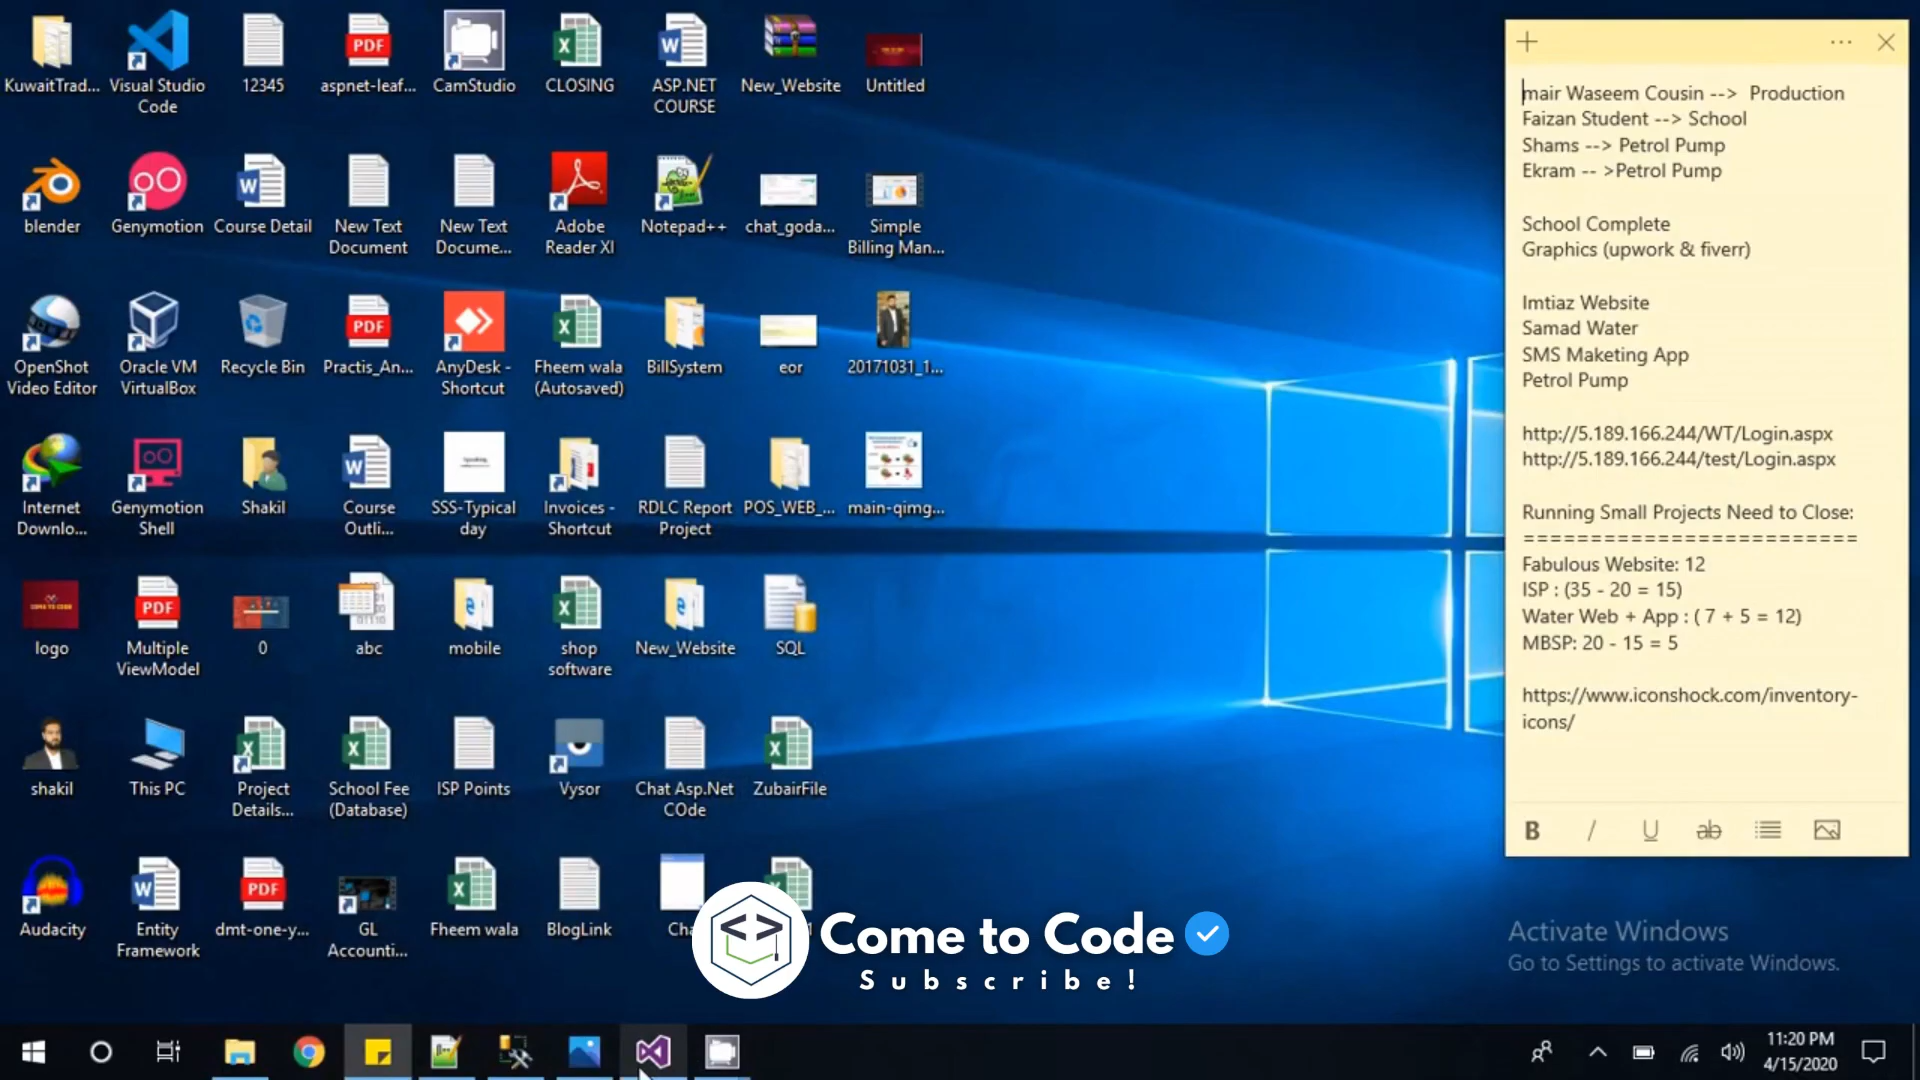 KuwaitTrad...
Visual Studio
Code
12345
aspnet-leaf...
CamStudio
CLOSING
ASP.NET
COURSE
New_Website
Untitled
blender
Genymotion
Course Detail
New Text
Document
New Text
Docume...
Adobe
Reader XI
Notepad++
chat_goda...
Simple
Billing Man...
OpenShot
Video Editor
Oracle VM
VirtualBox
Recycle Bin
Practis_An...
AnyDesk -
Shortcut
Fheem wala
(Autosaved)
BillSystem
eor
20171031_1...
Internet
Downlo...
Genymotion
Shell
Shakil
Course
Outli...
SSS-Typical
day
Invoices -
Shortcut
RDLC Report
Project
POS_WEB_...
main-qimg...
COME TO CODE
logo
Multiple
ViewModel
0
abc
mobile
shop
software
New_Website
SQL
shakil
This PC
Project
Details...
School Fee
(Database)
ISP Points
Vysor
Chat Asp.Net
COde
ZubairFile
Audacity
Entity
Framework
dmt-one-y...
GL
Accounti...
Fheem wala
BlogLink
Cha
mair Waseem Cousin --> Production
Faizan Student --> School
Shams --> Petrol Pump
Ekram -- >Petrol Pump
School Complete
Graphics (upwork & fiverr)
Imtiaz Website
Samad Water
SMS Maketing App
Petrol Pump
http://5.189.166.244/WT/Login.aspx
http://5.189.166.244/test/Login.aspx
Running Small Projects Need to Close:
=========================
Fabulous Website: 12
ISP : (35 - 20 = 15)
Water Web + App : ( 7 + 5 = 12)
MBSP: 20 - 15 = 5
https://www.iconshock.com/inventory-
icons/
B / U ab
Come to Code
Subscribe!
Activate Windows
Go to Settings to activate Windows.
11:20 PM
4/15/2020